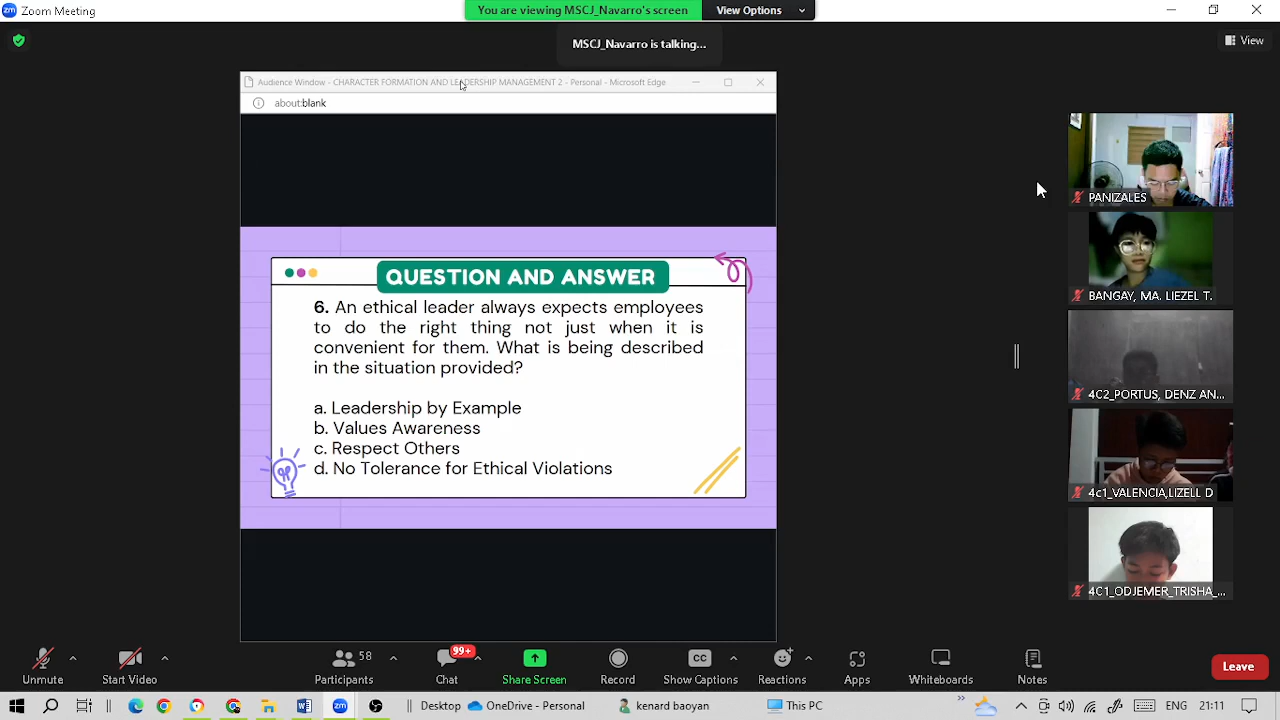 Zoom Meeting
You are viewing MSCJ_Navarro's screen
View Options
MSCJ_Navarro is talking...
View
Audience Window - CHARACTER FORMATION AND LEADERSHIP MANAGEMENT 2 - Personal - Microsoft Edge
about:blank
QUESTION AND ANSWER
6. An ethical leader always expects employees
to do the right thing not just when it is
convenient for them. What is being described
in the situation provided?
a. Leadership by Example
b. Values Awareness
c. Respect Others
d. No Tolerance for Ethical Violations
PANIZALES
BANGAY, MA. LIEZEL T.
4C2_PORTUS, DENZ AN...
4c1_VALENCIA,LIZELL D
4C1_ODJEMER_TRISHA_...
Unmute
Start Video
58
Participants
99+
Chat
Share Screen
Record
CC
Show Captions
Reactions
Apps
Whiteboards
Notes
Leave
Desktop
OneDrive - Personal
kenard baoyan
This PC
ENG
21:11